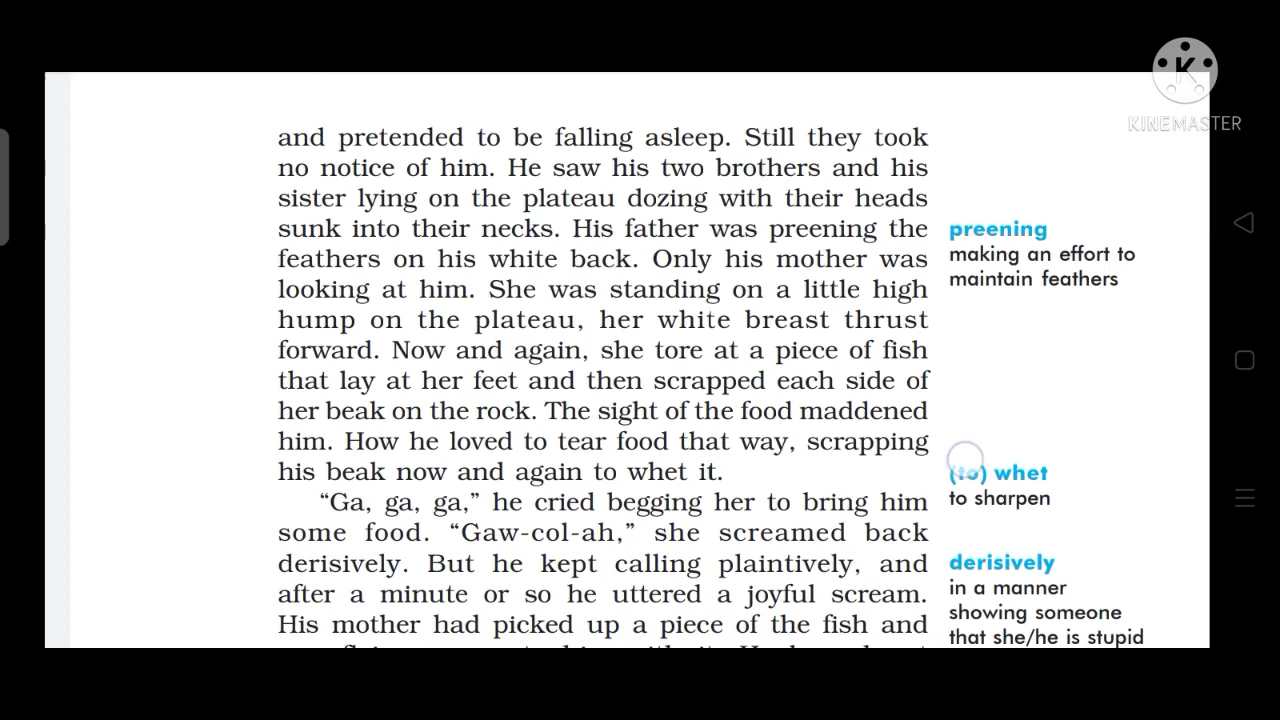 KINEMASTER
and pretended to be falling asleep. Still they took
no notice of him. He saw his two brothers and his
sister lying on the plateau dozing with their heads
sunk into their necks. His father was preening the
feathers on his white back. Only his mother was
looking at him. She was standing on a little high
hump on the plateau, her white breast thrust
forward. Now and again, she tore at a piece of fish
that lay at her feet and then scrapped each side of
her beak on the rock. The sight of the food maddened
him. How he loved to tear food that way, scrapping
his beak now and again to whet it.
“Ga, ga, ga,” he cried begging her to bring him
some food. “Gaw-col-ah,” she screamed back
derisively. But he kept calling plaintively, and
after a minute or so he uttered a joyful scream.
His mother had picked up a piece of the fish and
preening
making an effort to
maintain feathers
(to) whet
to sharpen
derisively
in a manner
showing someone
that she/he is stupid